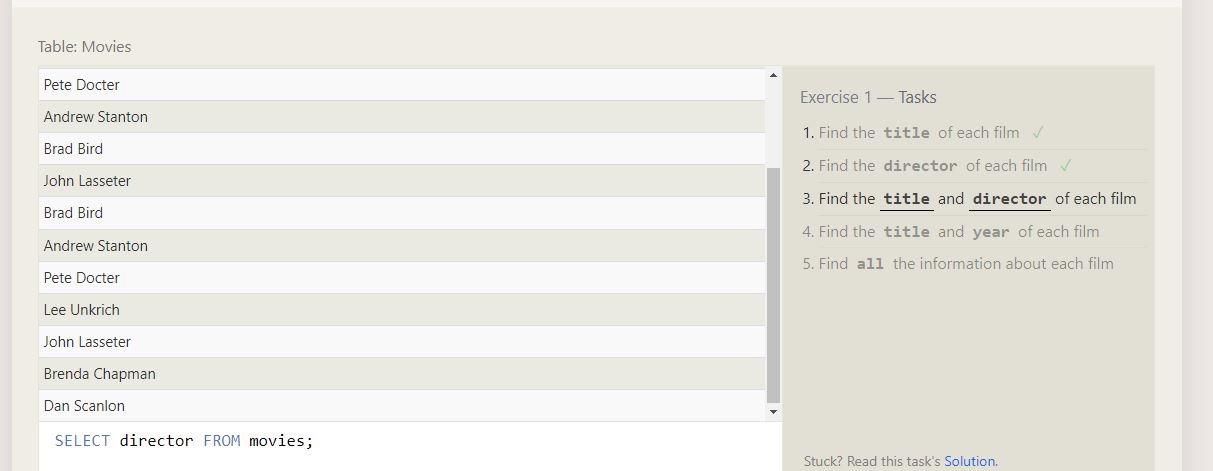 Table: Movies
Pete Docter
Andrew Stanton
Brad Bird
John Lasseter
Brad Bird
Andrew Stanton
Pete Docter
Lee Unkrich
John Lasseter
Brenda Chapman
Dan Scanlon
SELECT director FROM movies;
Exercise 1 — Tasks
1. Find the title of each film ✓
2. Find the director of each film ✓
3. Find the title and director of each film
4. Find the title and year of each film
5. Find all the information about each film
Stuck? Read this task's Solution.